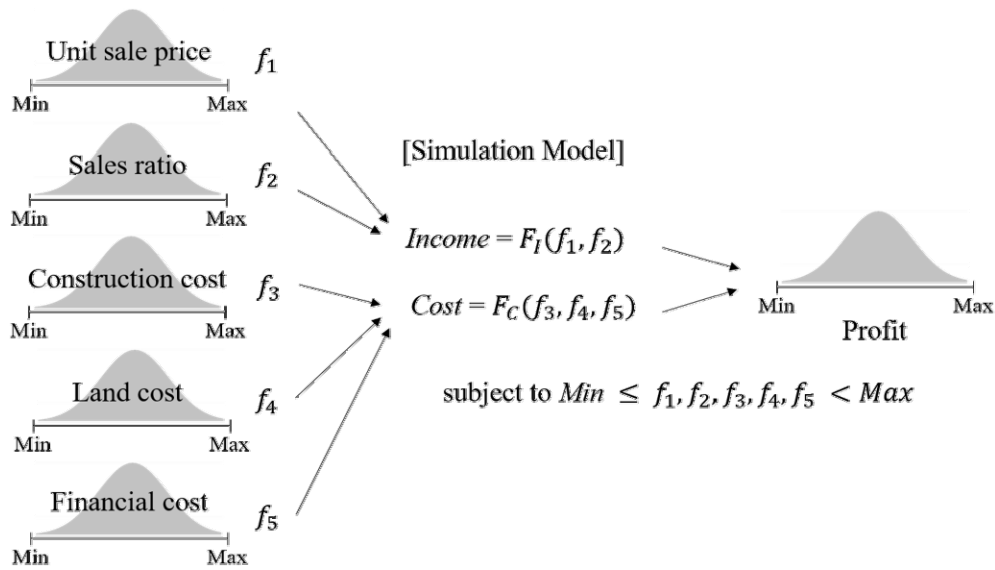 Unit sale price
f₁
Min Max
Sales ratio
f₂
Min Max
Construction cost
f₃
Min Max
Land cost
f₄
Min Max
Financial cost
f₅
Min Max
[Simulation Model]
Income = F_I(f₁, f₂)
Cost = F_C(f₃, f₄, f₅)
subject to Min ≤ f₁, f₂, f₃, f₄, f₅ < Max
Min Max
Profit